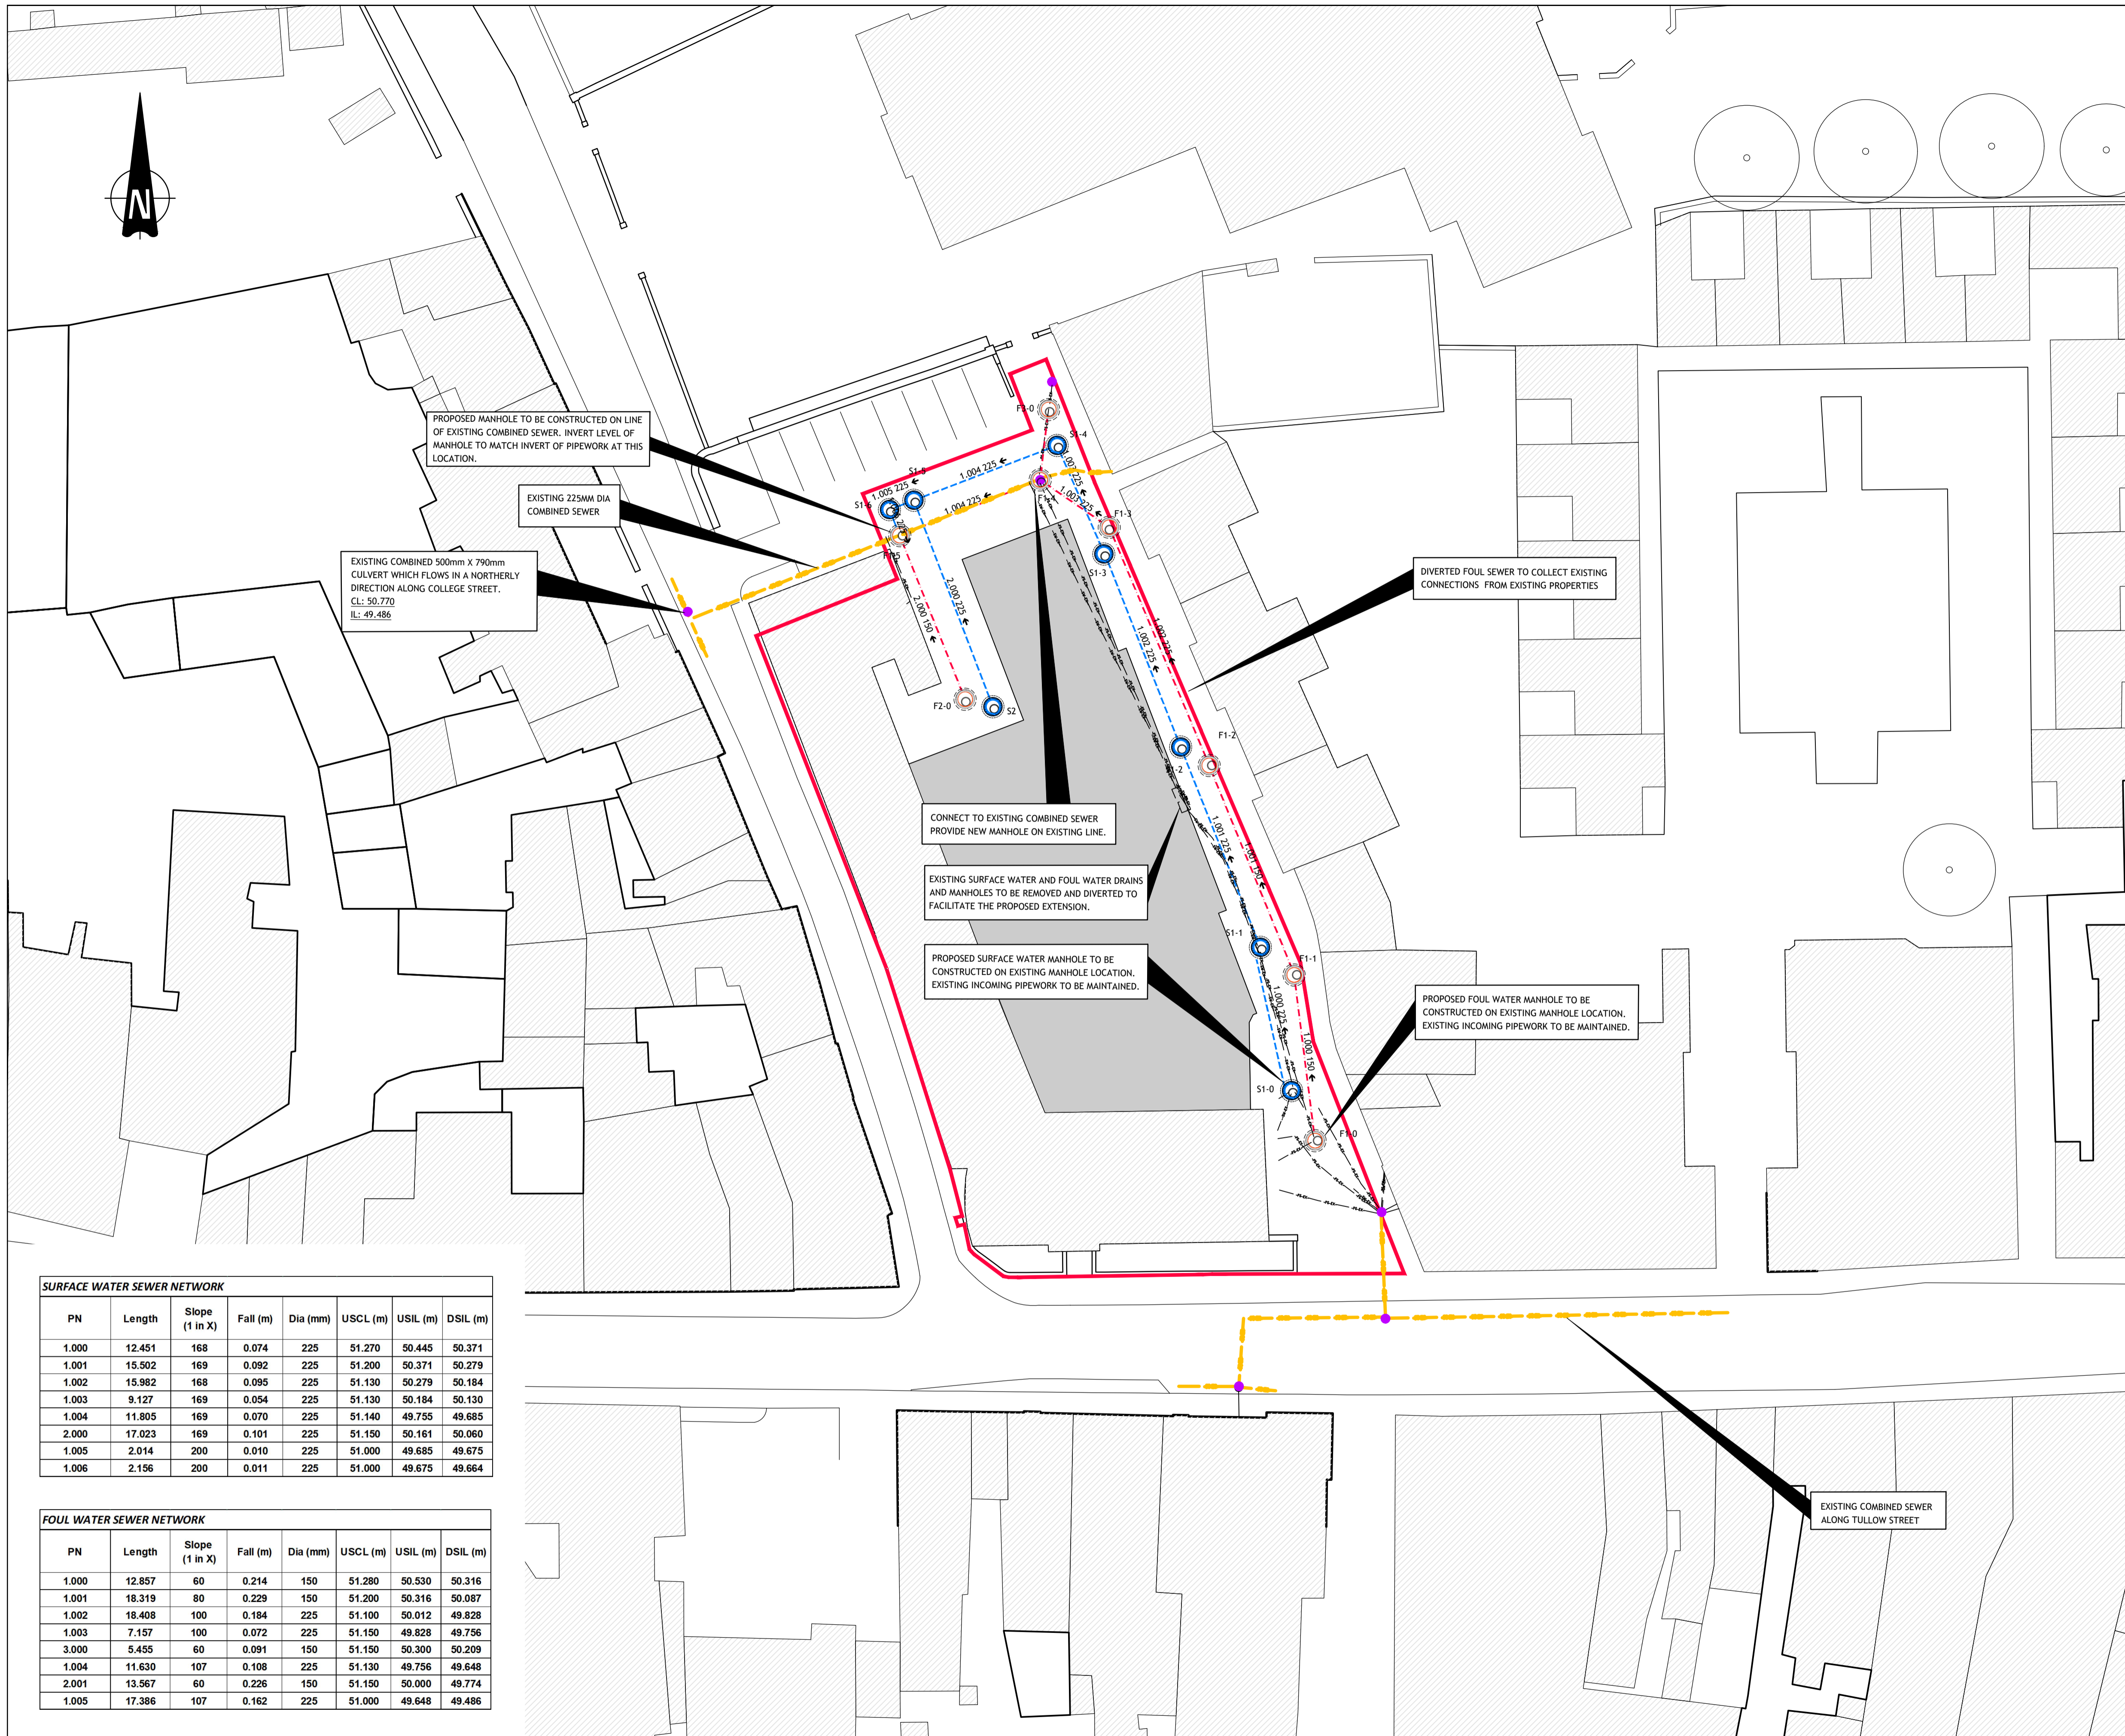 N
PROPOSED MANHOLE TO BE CONSTRUCTED ON LINE
OF EXISTING COMBINED SEWER. INVERT LEVEL OF
MANHOLE TO MATCH INVERT OF PIPEWORK AT THIS
LOCATION.
EXISTING 225MM DIA
COMBINED SEWER
EXISTING COMBINED 500mm X 790mm
CULVERT WHICH FLOWS IN A NORTHERLY
DIRECTION ALONG COLLEGE STREET.
CL: 50.770
IL: 49.486
F3-0
S1-4
1.003 225
S1-5
1.004 225
1.005 225
S1-6
1.004 225
F1-4
1.003 225
F1-3
S1-3
2.000 225
2.000 150
F2-0
S2
DIVERTED FOUL SEWER TO COLLECT EXISTING
CONNECTIONS FROM EXISTING PROPERTIES
1.002 225
1.002 225
F1-2
CONNECT TO EXISTING COMBINED SEWER
PROVIDE NEW MANHOLE ON EXISTING LINE.
1.001 225
1.001 150
EXISTING SURFACE WATER AND FOUL WATER DRAINS
AND MANHOLES TO BE REMOVED AND DIVERTED TO
FACILITATE THE PROPOSED EXTENSION.
S1-1
F1-1
PROPOSED SURFACE WATER MANHOLE TO BE
CONSTRUCTED ON EXISTING MANHOLE LOCATION.
EXISTING INCOMING PIPEWORK TO BE MAINTAINED.
1.000 225
1.000 150
PROPOSED FOUL WATER MANHOLE TO BE
CONSTRUCTED ON EXISTING MANHOLE LOCATION.
EXISTING INCOMING PIPEWORK TO BE MAINTAINED.
S1-0
F1-0
EXISTING COMBINED SEWER
ALONG TULLOW STREET
SURFACE WATER SEWER NETWORK
PN Length Slope (1 in X) Fall (m) Dia (mm) USCL (m) USIL (m) DSIL (m)
1.000 12.451 168 0.074 225 51.270 50.445 50.371
1.001 15.502 169 0.092 225 51.200 50.371 50.279
1.002 15.982 168 0.095 225 51.130 50.279 50.184
1.003 9.127 169 0.054 225 51.130 50.184 50.130
1.004 11.805 169 0.070 225 51.140 49.755 49.685
2.000 17.023 169 0.101 225 51.150 50.161 50.060
1.005 2.014 200 0.010 225 51.000 49.685 49.675
1.006 2.156 200 0.011 225 51.000 49.675 49.664
FOUL WATER SEWER NETWORK
PN Length Slope (1 in X) Fall (m) Dia (mm) USCL (m) USIL (m) DSIL (m)
1.000 12.857 60 0.214 150 51.280 50.530 50.316
1.001 18.319 80 0.229 150 51.200 50.316 50.087
1.002 18.408 100 0.184 225 51.100 50.012 49.828
1.003 7.157 100 0.072 225 51.150 49.828 49.756
3.000 5.455 60 0.091 150 51.150 50.300 50.209
1.004 11.630 107 0.108 225 51.130 49.756 49.648
2.001 13.567 60 0.226 150 51.150 50.000 49.774
1.005 17.386 107 0.162 225 51.000 49.648 49.486